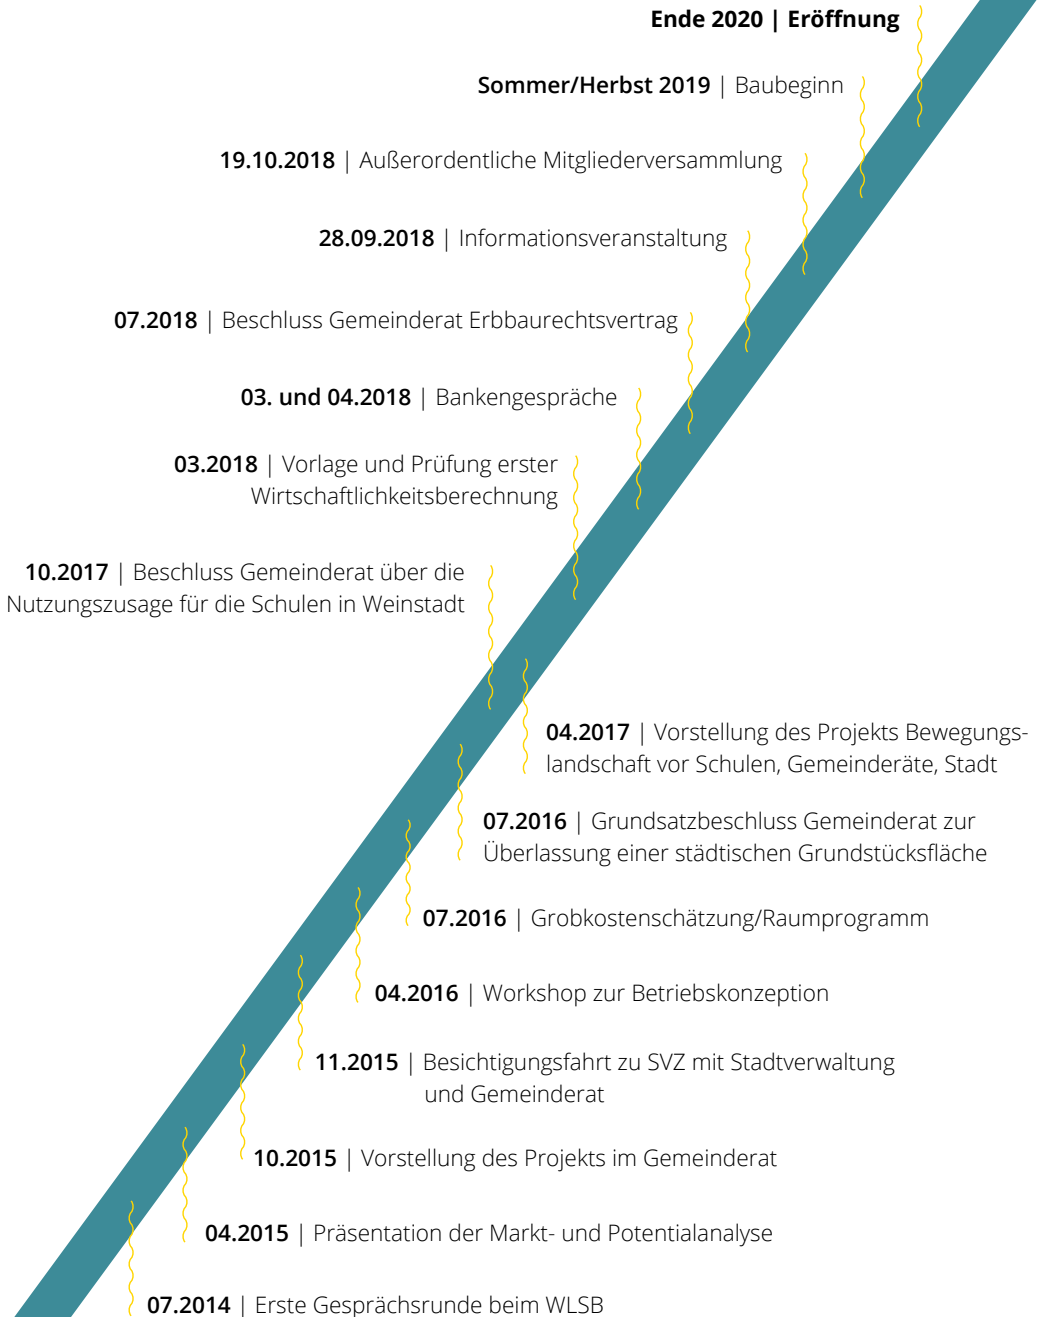 Ende 2020 | Eröffnung
Sommer/Herbst 2019 | Baubeginn
19.10.2018 | Außerordentliche Mitgliederversammlung
28.09.2018 | Informationsveranstaltung
07.2018 | Beschluss Gemeinderat Erbbaurechtsvertrag
03. und 04.2018 | Bankengespräche
03.2018 | Vorlage und Prüfung erster
Wirtschaftlichkeitsberechnung
10.2017 | Beschluss Gemeinderat über die
Nutzungszusage für die Schulen in Weinstadt
04.2017 | Vorstellung des Projekts Bewegungs-
landschaft vor Schulen, Gemeinderäte, Stadt
07.2016 | Grundsatzbeschluss Gemeinderat zur
Überlassung einer städtischen Grundstücksfläche
07.2016 | Grobkostenschätzung/Raumprogramm
04.2016 | Workshop zur Betriebskonzeption
11.2015 | Besichtigungsfahrt zu SVZ mit Stadtverwaltung
und Gemeinderat
10.2015 | Vorstellung des Projekts im Gemeinderat
04.2015 | Präsentation der Markt- und Potentialanalyse
07.2014 | Erste Gesprächsrunde beim WLSB